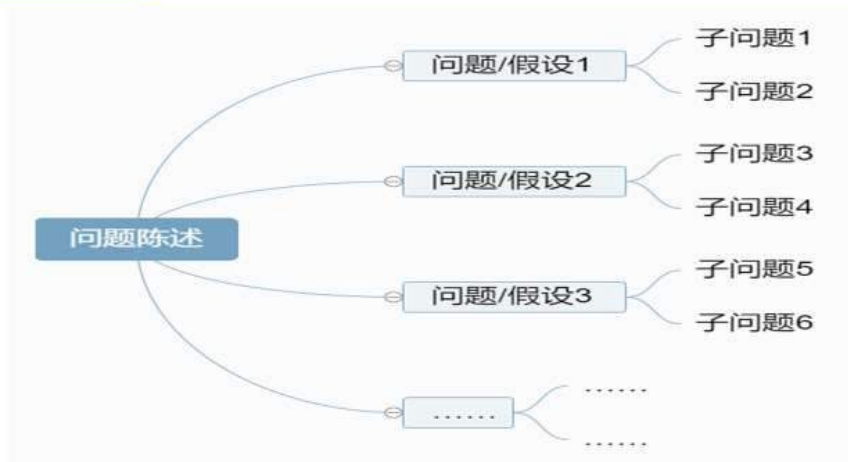 问题陈述
问题/假设1
子问题1
子问题2
问题/假设2
子问题3
子问题4
问题/假设3
子问题5
子问题6
......
......
......